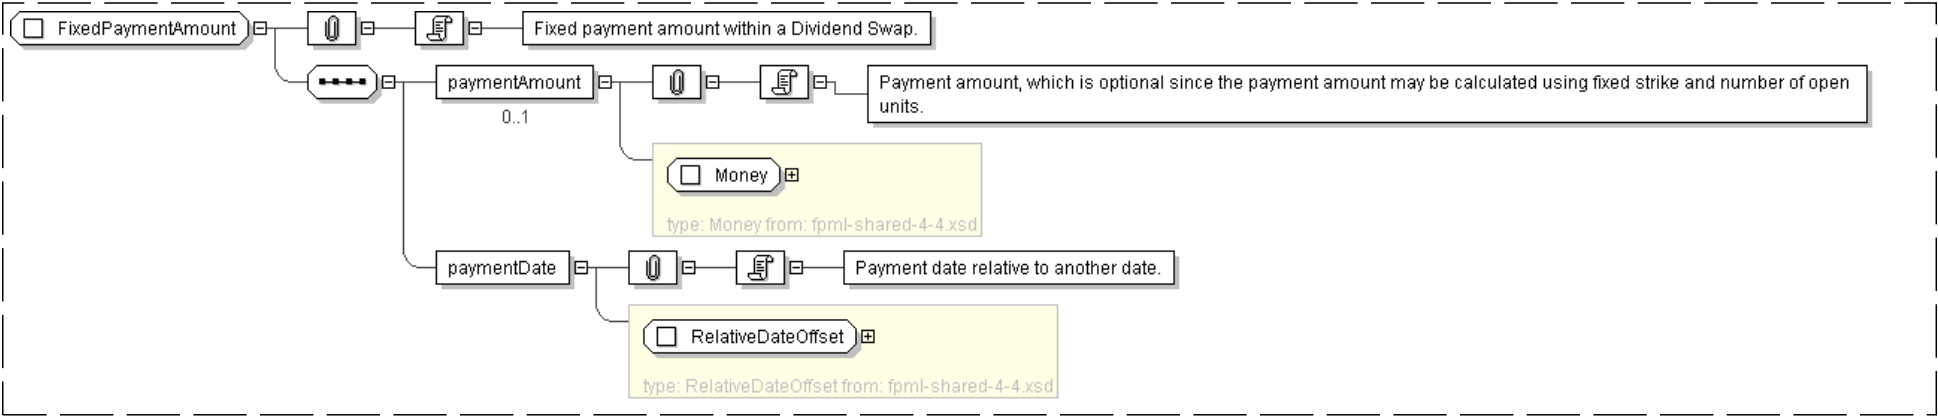 FixedPaymentAmount
Fixed payment amount within a Dividend Swap.
paymentAmount
0..1
Payment amount, which is optional since the payment amount may be calculated using fixed strike and number of open
units.
Money
type: Money from: fpml-shared-4-4.xsd
paymentDate
Payment date relative to another date.
RelativeDateOffset
type: RelativeDateOffset from: fpml-shared-4-4.xsd